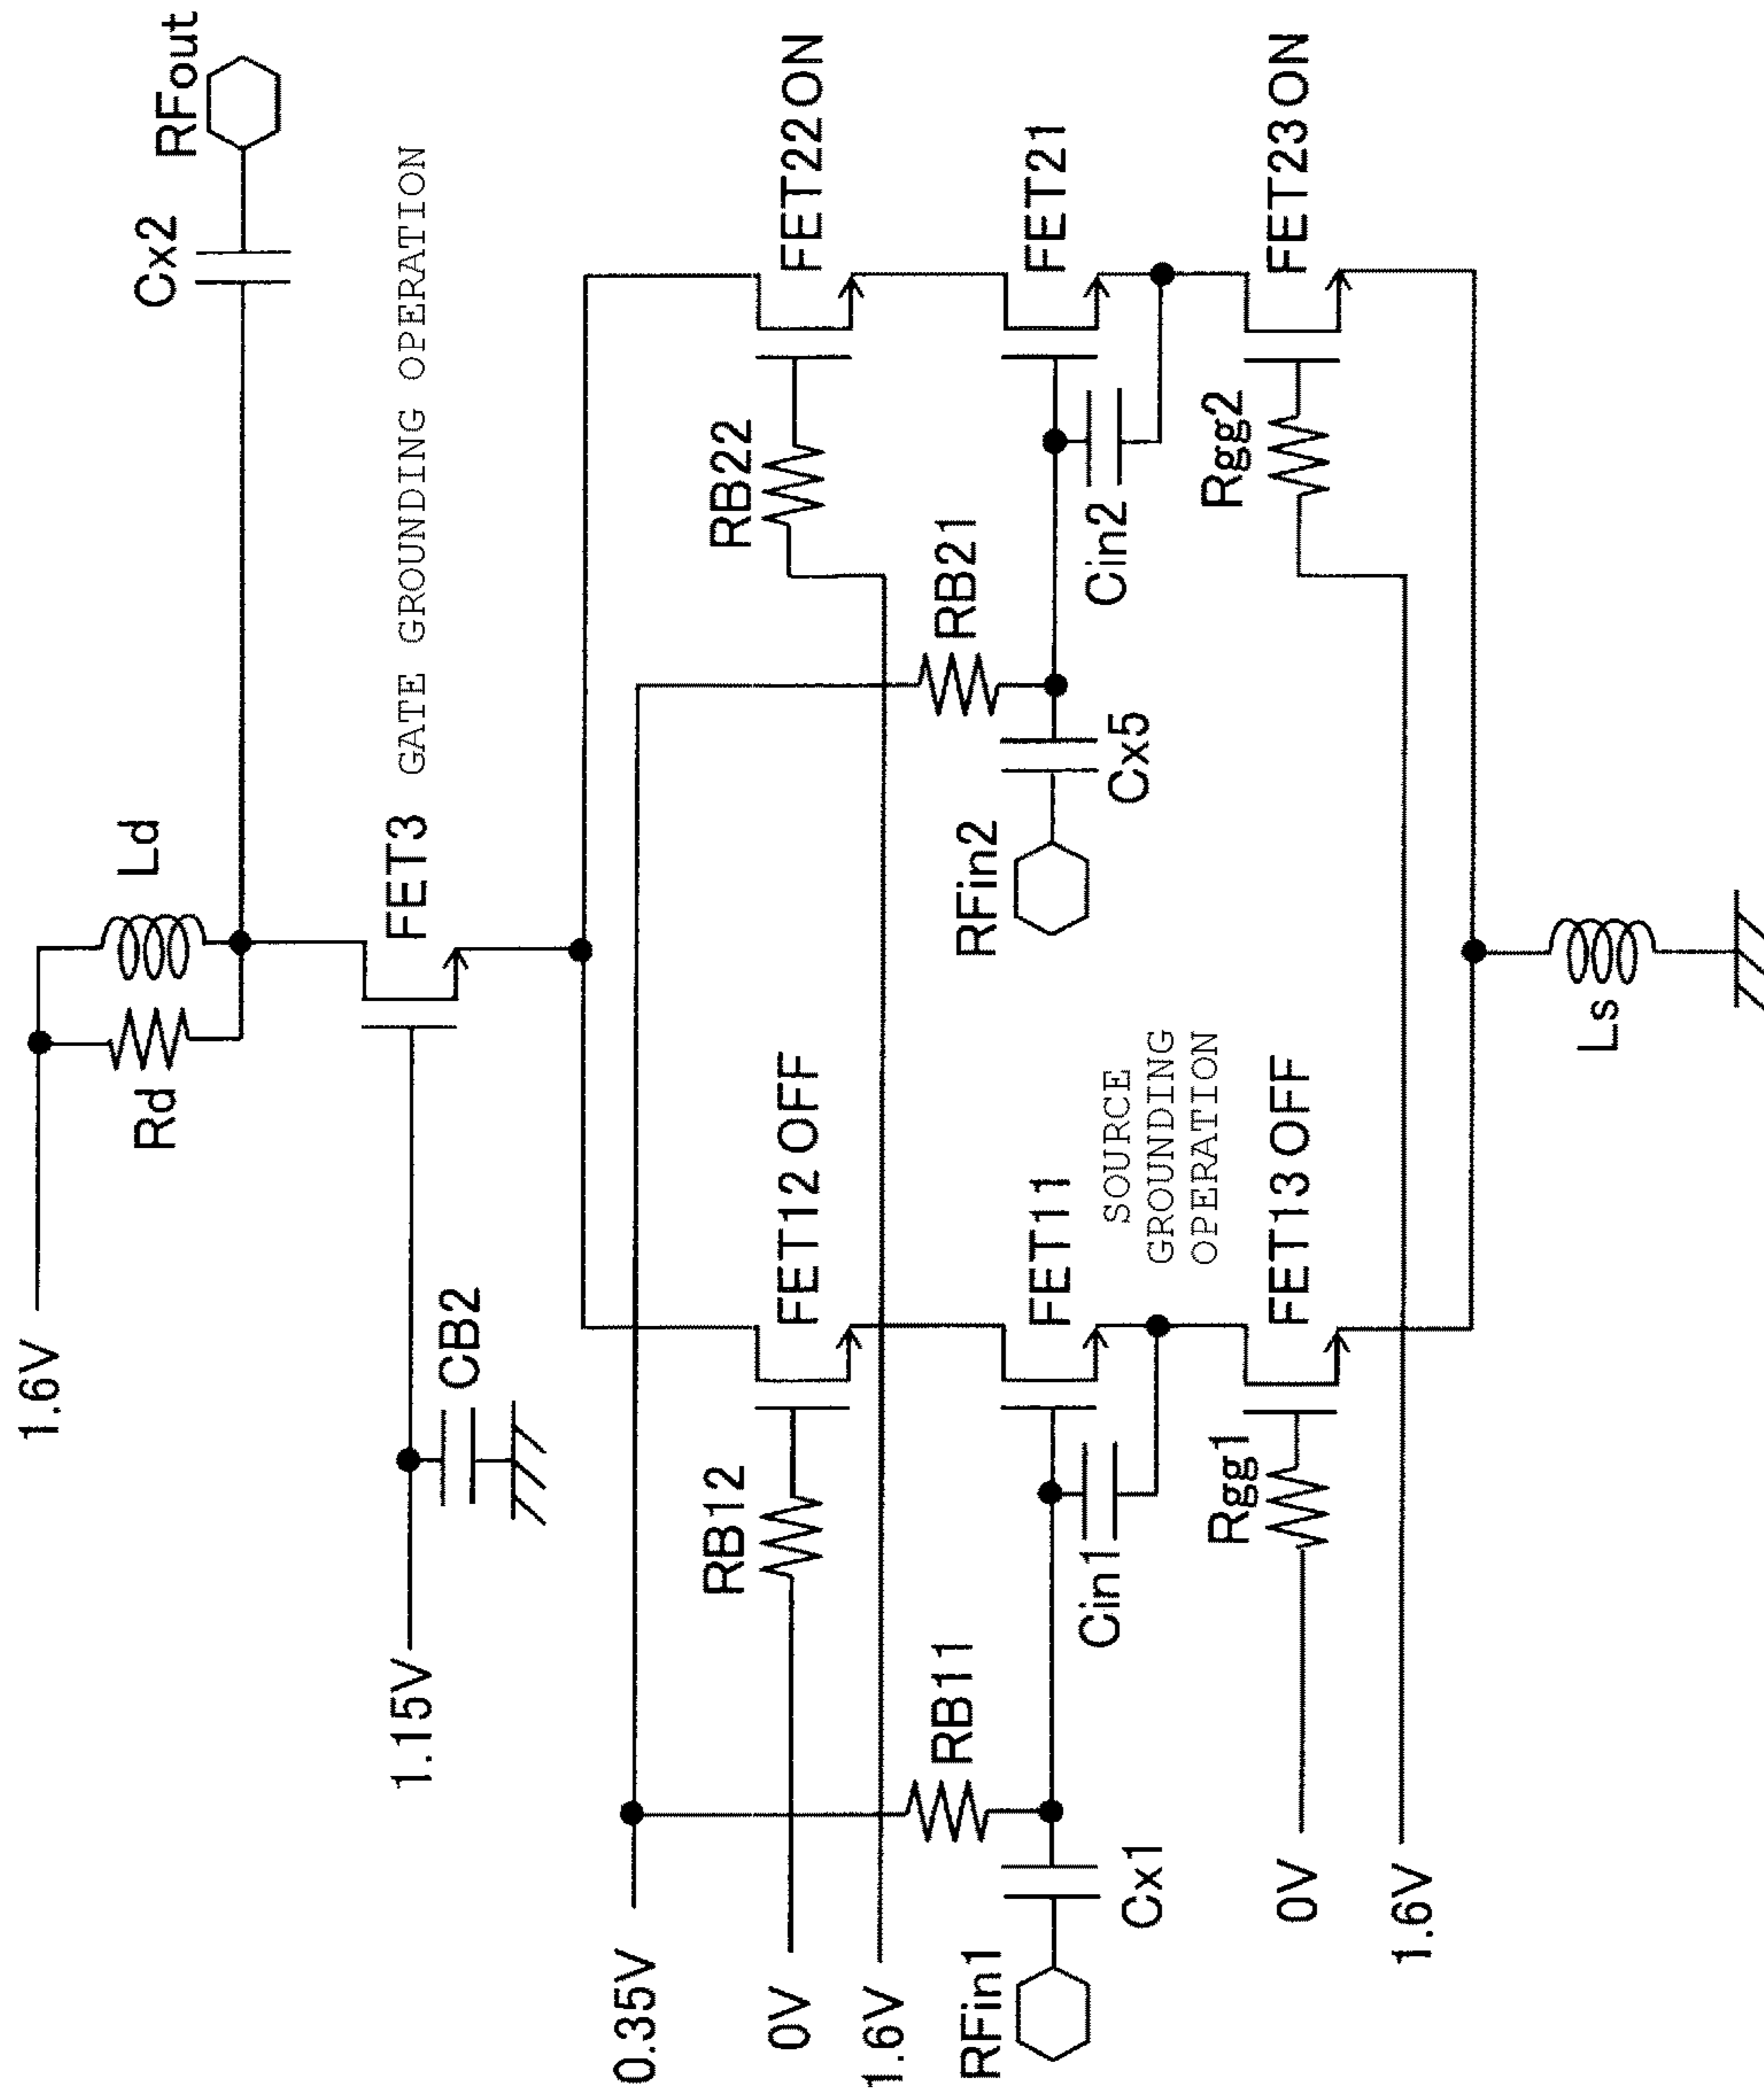 1.6V
Rd
Ld
Cx2
RFout
1.15V
CB2
FET3
GATE GROUNDING OPERATION
0.35V
0V
1.6V
RB12
FET12 OFF
RB22
FET22 ON
RB11
RFin1
Cx1
Cin1
FET11
SOURCE
GROUNDING
OPERATION
RFin2
Cx5
RB21
Cin2
FET21
0V
1.6V
Rgg1
FET13 OFF
Rgg2
FET23 ON
Ls